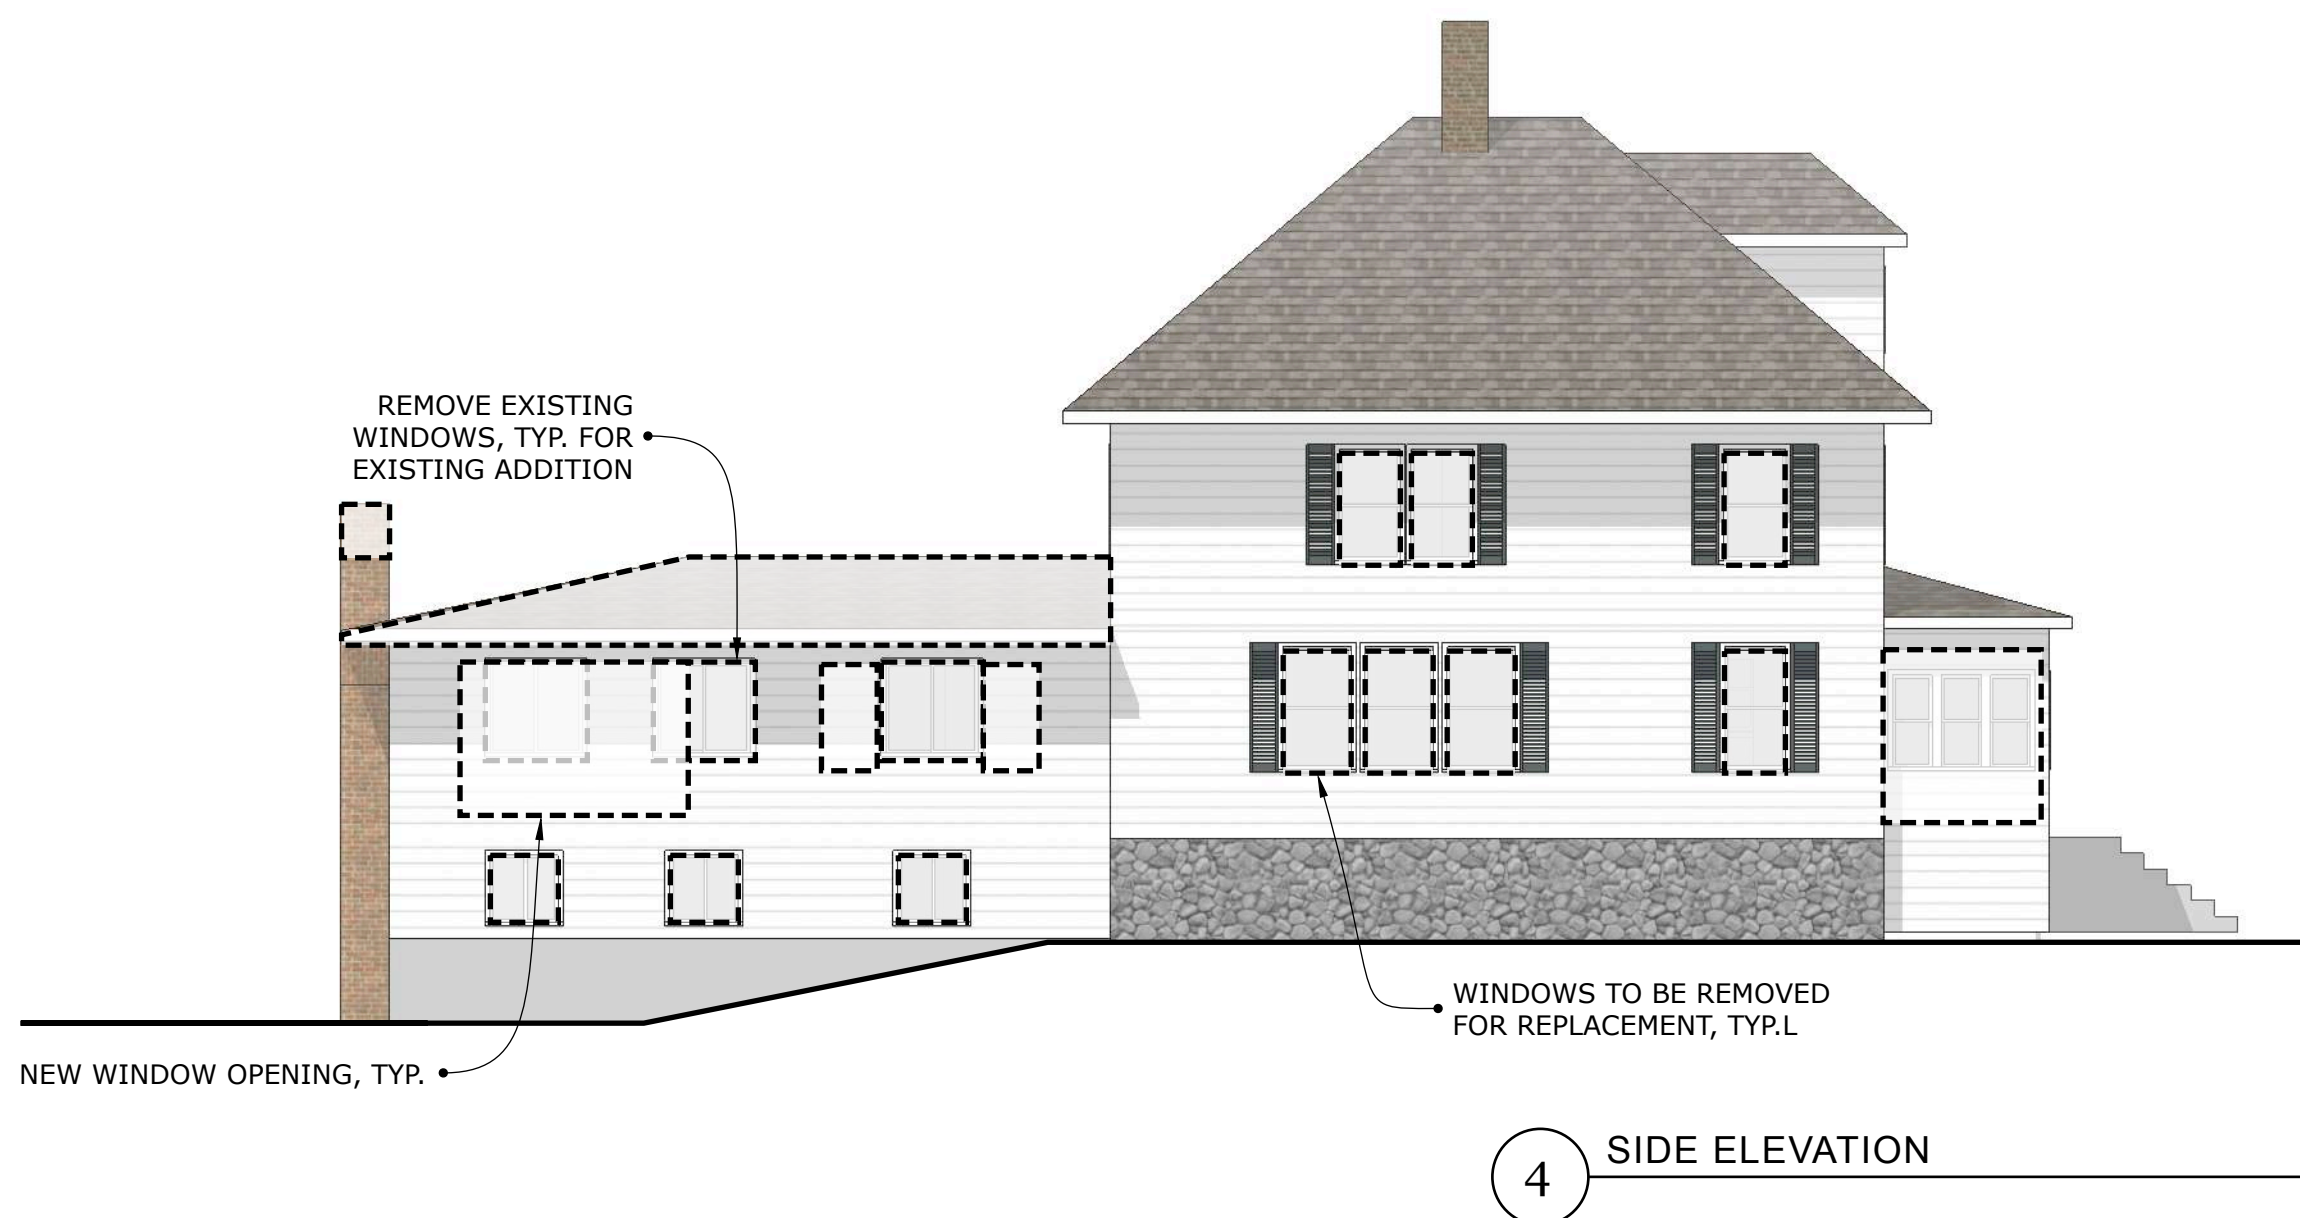 REMOVE EXISTING
WINDOWS, TYP. FOR
EXISTING ADDITION
WINDOWS TO BE REMOVED
FOR REPLACEMENT, TYP.L
NEW WINDOW OPENING, TYP.
4
SIDE ELEVATION